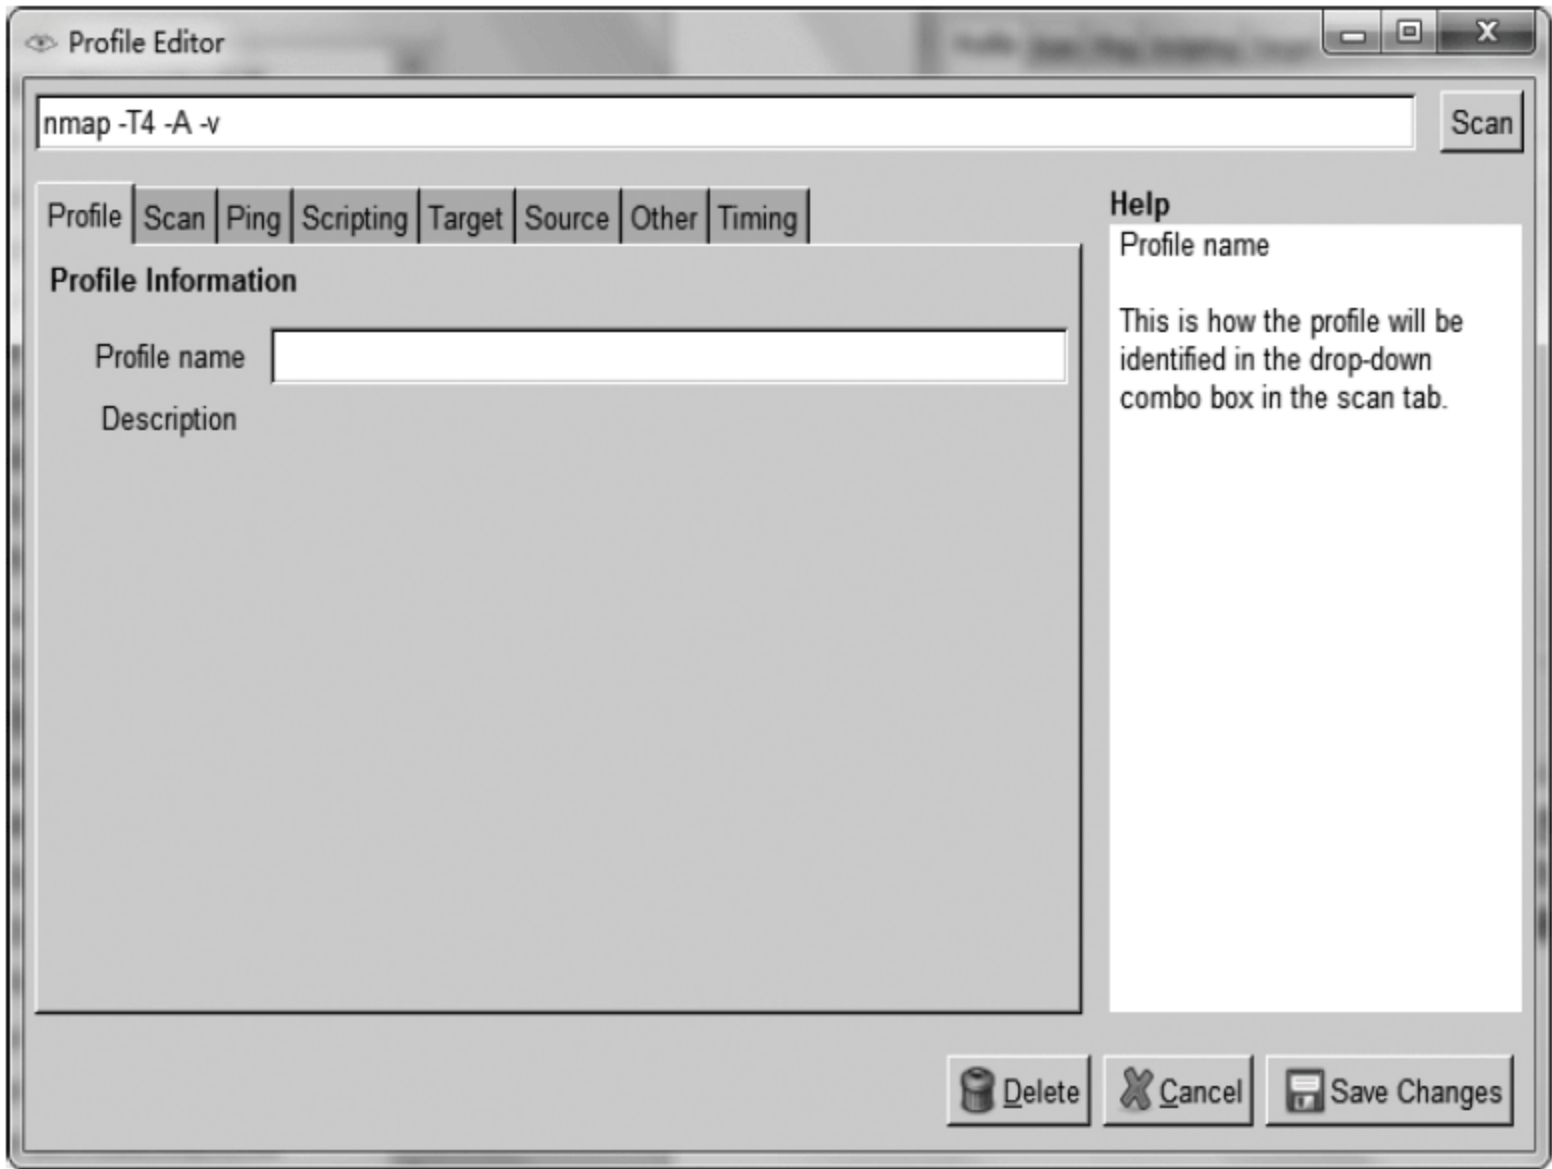 Profile Editor
nmap -T4 -A -v
Scan
Profile Scan Ping Scripting Target Source Other Timing
Profile Information
Profile name
Description
Help
Profile name
This is how the profile will be
identified in the drop-down
combo box in the scan tab.
Delete Cancel Save Changes